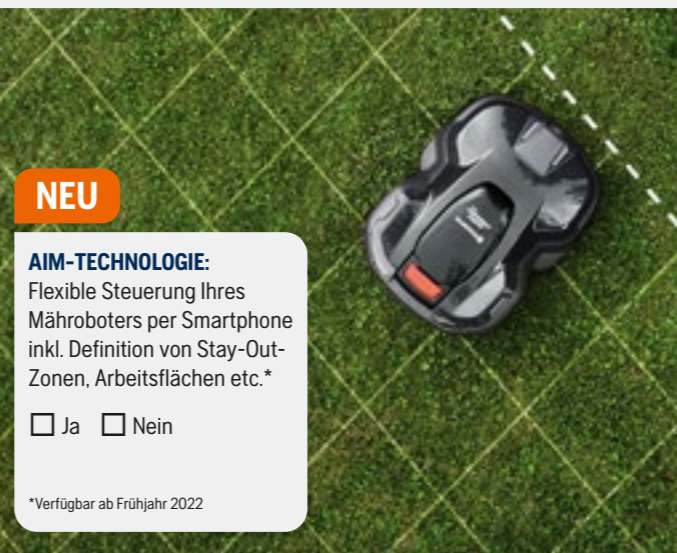 NEU
AIM-TECHNOLOGIE:
Flexible Steuerung Ihres
Mähroboters per Smartphone
inkl. Definition von Stay-Out-
Zonen, Arbeitsflächen etc.*
☐ Ja ☐ Nein
*Verfügbar ab Frühjahr 2022